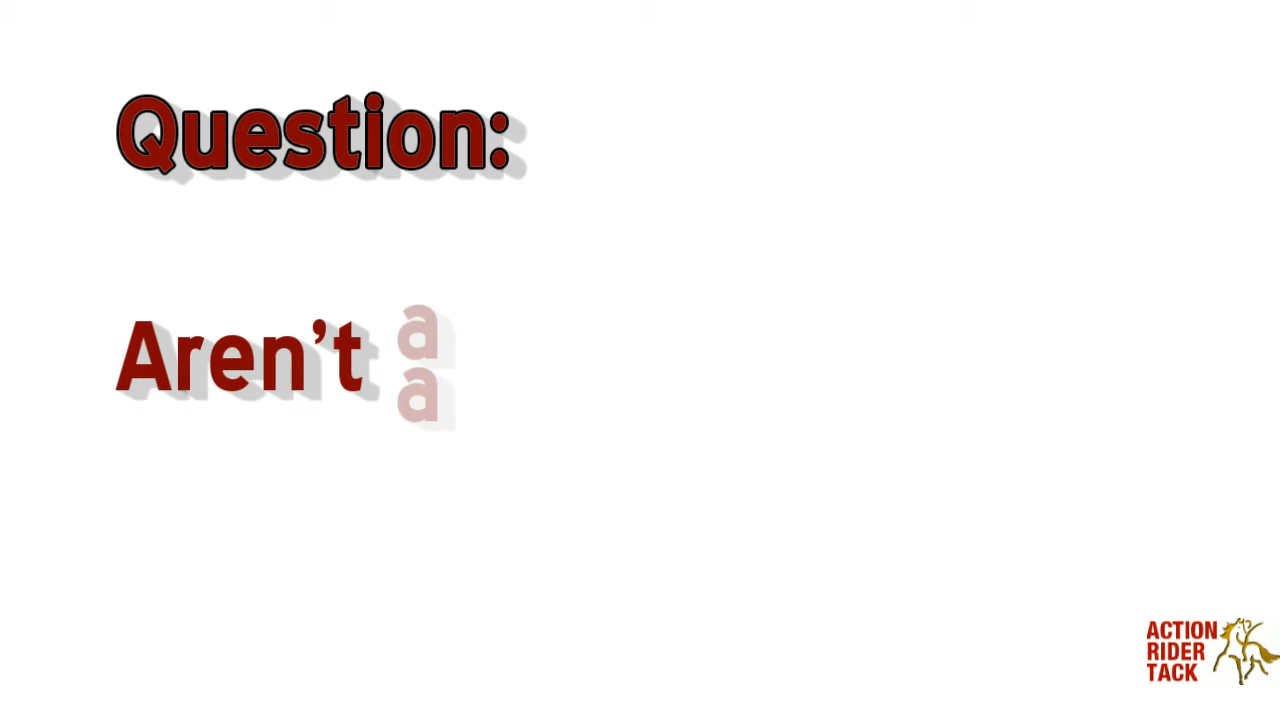 Question:
Aren't a
a
ACTION
RIDER
TACK